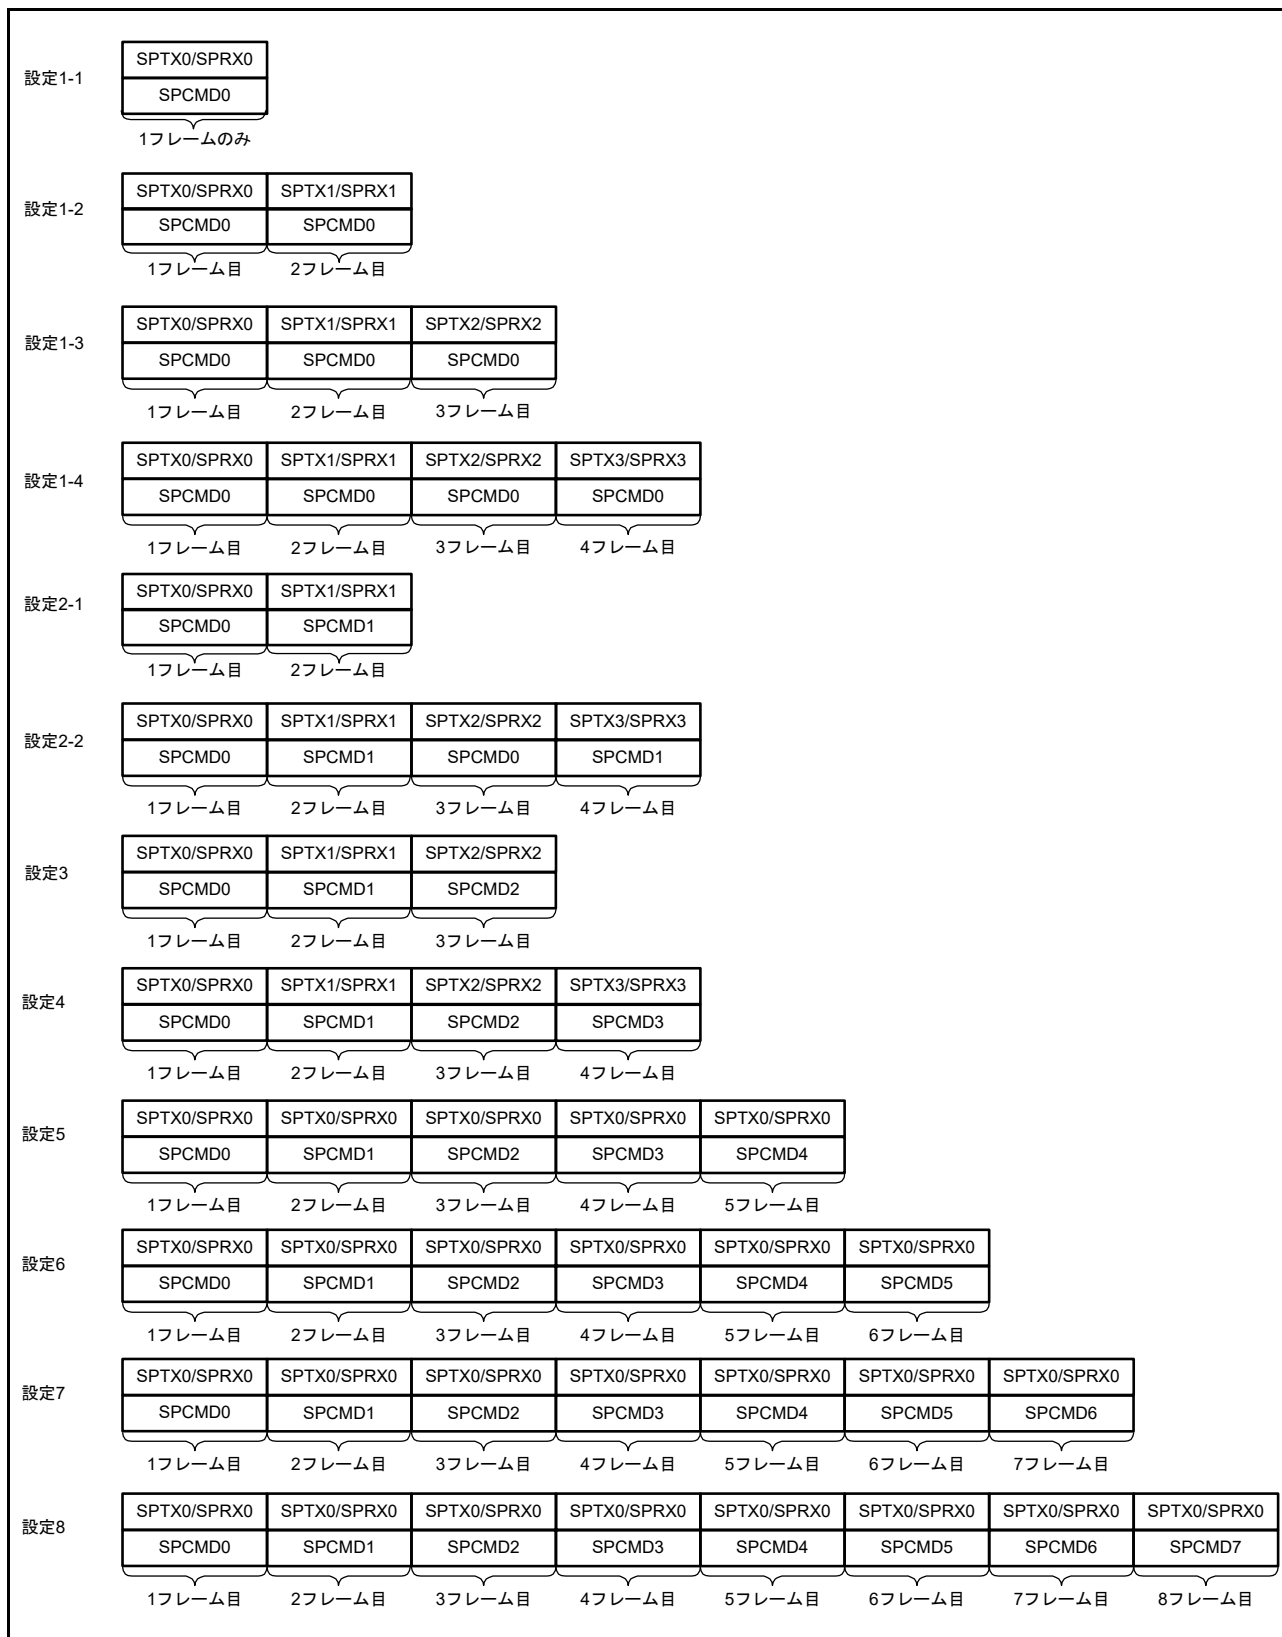 設定1-1
SPTX0/SPRX0
SPCMD0
1フレームのみ
設定1-2
SPTX0/SPRX0 SPTX1/SPRX1
SPCMD0 SPCMD0
1フレーム目 2フレーム目
設定1-3
SPTX0/SPRX0 SPTX1/SPRX1 SPTX2/SPRX2
SPCMD0 SPCMD0 SPCMD0
1フレーム目 2フレーム目 3フレーム目
設定1-4
SPTX0/SPRX0 SPTX1/SPRX1 SPTX2/SPRX2 SPTX3/SPRX3
SPCMD0 SPCMD0 SPCMD0 SPCMD0
1フレーム目 2フレーム目 3フレーム目 4フレーム目
設定2-1
SPTX0/SPRX0 SPTX1/SPRX1
SPCMD0 SPCMD1
1フレーム目 2フレーム目
設定2-2
SPTX0/SPRX0 SPTX1/SPRX1 SPTX2/SPRX2 SPTX3/SPRX3
SPCMD0 SPCMD1 SPCMD0 SPCMD1
1フレーム目 2フレーム目 3フレーム目 4フレーム目
設定3
SPTX0/SPRX0 SPTX1/SPRX1 SPTX2/SPRX2
SPCMD0 SPCMD1 SPCMD2
1フレーム目 2フレーム目 3フレーム目
設定4
SPTX0/SPRX0 SPTX1/SPRX1 SPTX2/SPRX2 SPTX3/SPRX3
SPCMD0 SPCMD1 SPCMD2 SPCMD3
1フレーム目 2フレーム目 3フレーム目 4フレーム目
設定5
SPTX0/SPRX0 SPTX0/SPRX0 SPTX0/SPRX0 SPTX0/SPRX0 SPTX0/SPRX0
SPCMD0 SPCMD1 SPCMD2 SPCMD3 SPCMD4
1フレーム目 2フレーム目 3フレーム目 4フレーム目 5フレーム目
設定6
SPTX0/SPRX0 SPTX0/SPRX0 SPTX0/SPRX0 SPTX0/SPRX0 SPTX0/SPRX0 SPTX0/SPRX0
SPCMD0 SPCMD1 SPCMD2 SPCMD3 SPCMD4 SPCMD5
1フレーム目 2フレーム目 3フレーム目 4フレーム目 5フレーム目 6フレーム目
設定7
SPTX0/SPRX0 SPTX0/SPRX0 SPTX0/SPRX0 SPTX0/SPRX0 SPTX0/SPRX0 SPTX0/SPRX0 SPTX0/SPRX0
SPCMD0 SPCMD1 SPCMD2 SPCMD3 SPCMD4 SPCMD5 SPCMD6
1フレーム目 2フレーム目 3フレーム目 4フレーム目 5フレーム目 6フレーム目 7フレーム目
設定8
SPTX0/SPRX0 SPTX0/SPRX0 SPTX0/SPRX0 SPTX0/SPRX0 SPTX0/SPRX0 SPTX0/SPRX0 SPTX0/SPRX0 SPTX0/SPRX0
SPCMD0 SPCMD1 SPCMD2 SPCMD3 SPCMD4 SPCMD5 SPCMD6 SPCMD7
1フレーム目 2フレーム目 3フレーム目 4フレーム目 5フレーム目 6フレーム目 7フレーム目 8フレーム目